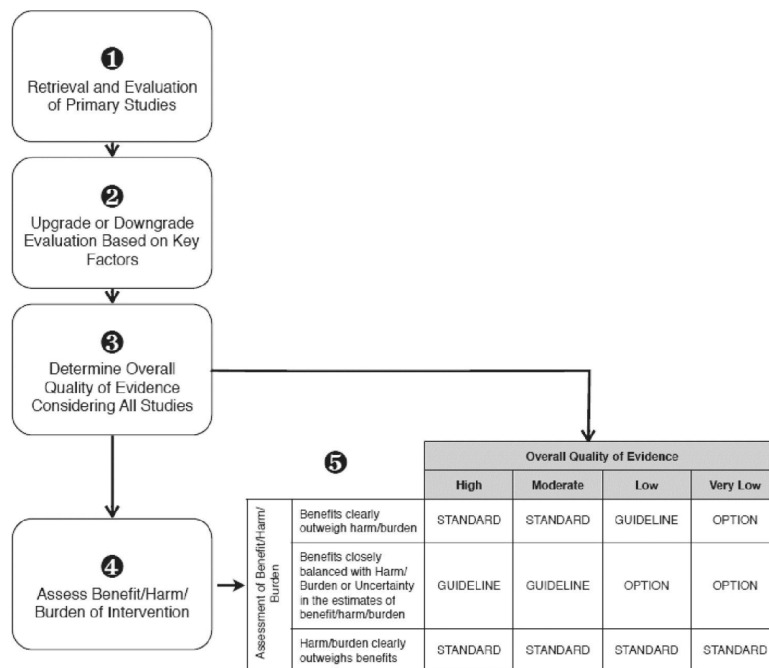 1
Retrieval and Evaluation
of Primary Studies
2
Upgrade or Downgrade
Evaluation Based on Key
Factors
3
Determine Overall
Quality of Evidence
Considering All Studies
4
Assess Benefit/Harm/
Burden of Intervention
5
Overall Quality of Evidence
High Moderate Low Very Low
Assessment of Benefit/Harm/
Burden
Benefits clearly
outweigh harm/burden
STANDARD STANDARD GUIDELINE OPTION
Benefits closely
balanced with Harm/
Burden or Uncertainty
in the estimates of
benefit/harm/burden
GUIDELINE GUIDELINE OPTION OPTION
Harm/burden clearly
outweighs benefits
STANDARD STANDARD STANDARD STANDARD